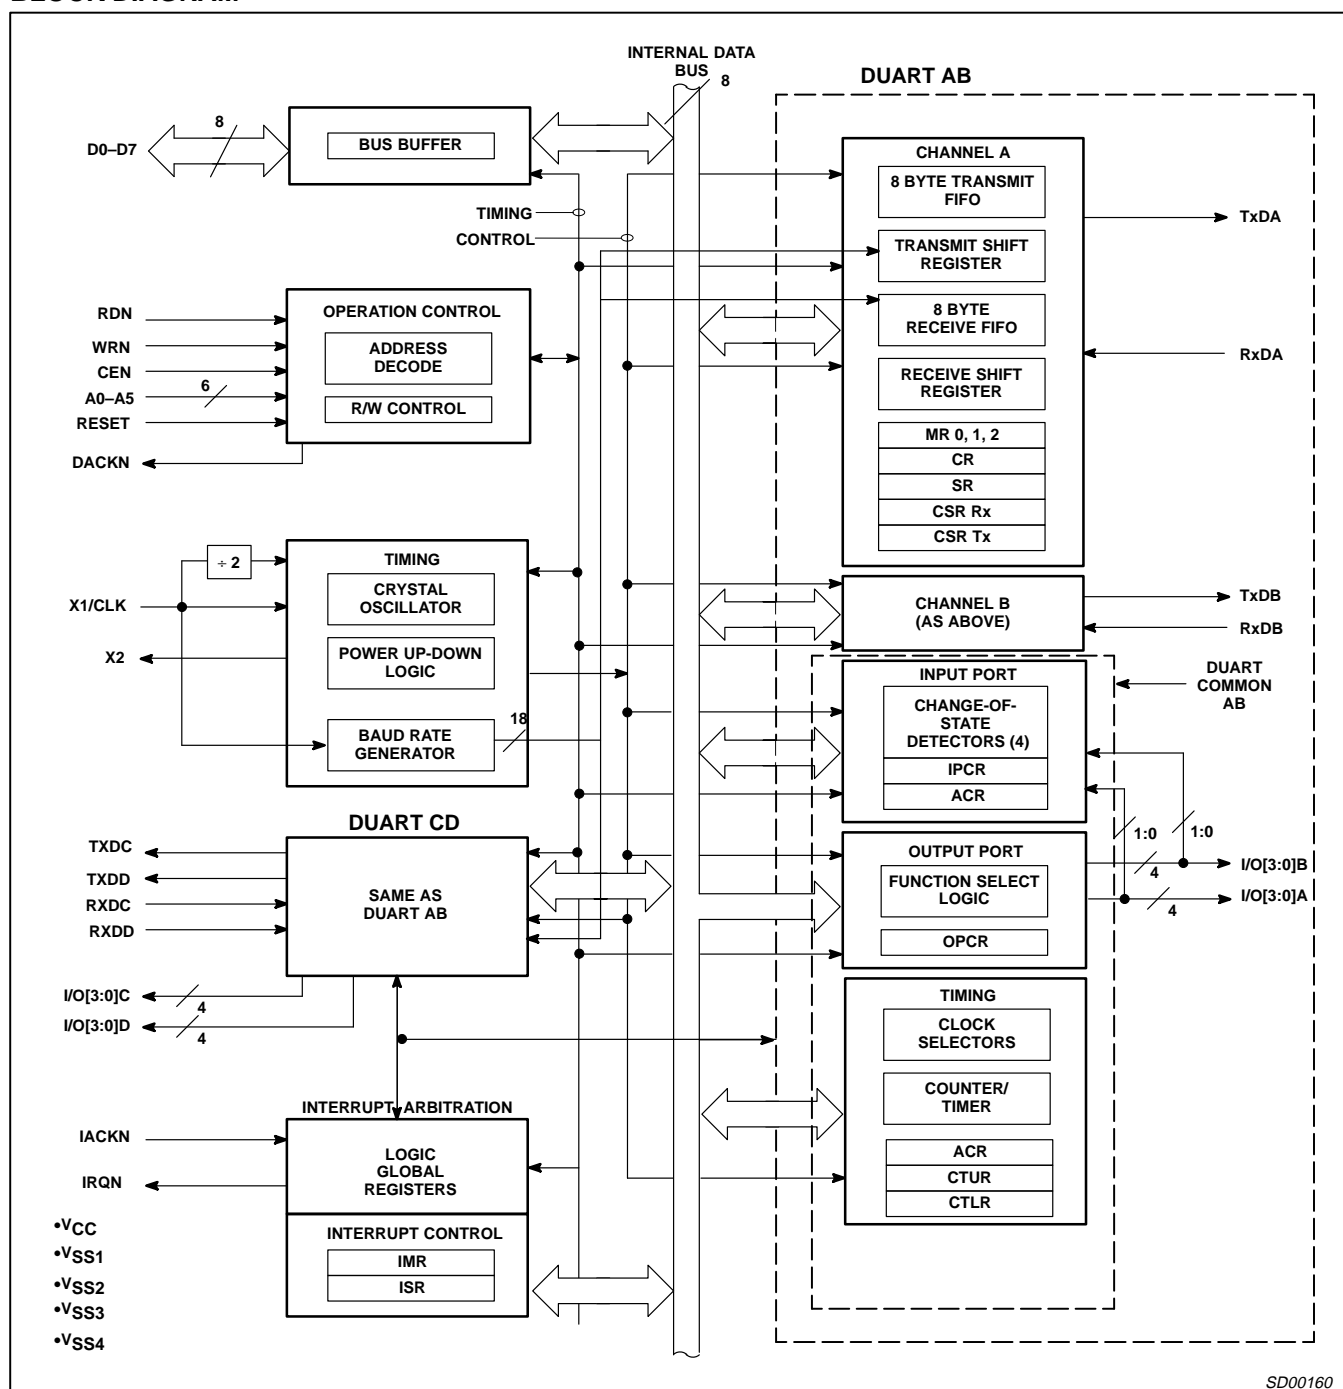 INTERNAL DATA
BUS
8
DUART AB
D0–D7
8
BUS BUFFER
TIMING
CONTROL
CHANNEL A
8 BYTE TRANSMIT
FIFO
TRANSMIT SHIFT
REGISTER
8 BYTE
RECEIVE FIFO
RECEIVE SHIFT
REGISTER
MR 0, 1, 2
CR
SR
CSR Rx
CSR Tx
TxDA
RxDA
RDN
WRN
CEN
A0–A5
6
RESET
DACKN
OPERATION CONTROL
ADDRESS
DECODE
R/W CONTROL
÷ 2
X1/CLK
X2
TIMING
CRYSTAL
OSCILLATOR
POWER UP-DOWN
LOGIC
BAUD RATE
GENERATOR
18
CHANNEL B
(AS ABOVE)
TxDB
RxDB
DUART
COMMON
AB
INPUT PORT
CHANGE-OF-
STATE
DETECTORS (4)
IPCR
ACR
1:0
1:0
DUART CD
TXDC
TXDD
RXDC
RXDD
SAME AS
DUART AB
I/O[3:0]C
4
I/O[3:0]D
4
OUTPUT PORT
FUNCTION SELECT
LOGIC
OPCR
4
I/O[3:0]B
I/O[3:0]A
4
TIMING
CLOCK
SELECTORS
COUNTER/
TIMER
ACR
CTUR
CTLR
INTERRUPT ARBITRATION
IACKN
IRQN
LOGIC
GLOBAL
REGISTERS
INTERRUPT CONTROL
IMR
ISR
•VCC
•VSS1
•VSS2
•VSS3
•VSS4
SD00160